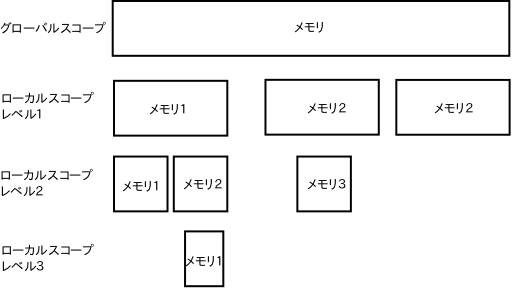 グローバルスコープ
メモリ
ローカルスコープ
レベル1
メモリ1
メモリ2
メモリ2
ローカルスコープ
レベル2
メモリ1
メモリ2
メモリ3
ローカルスコープ
レベル3
メモリ1